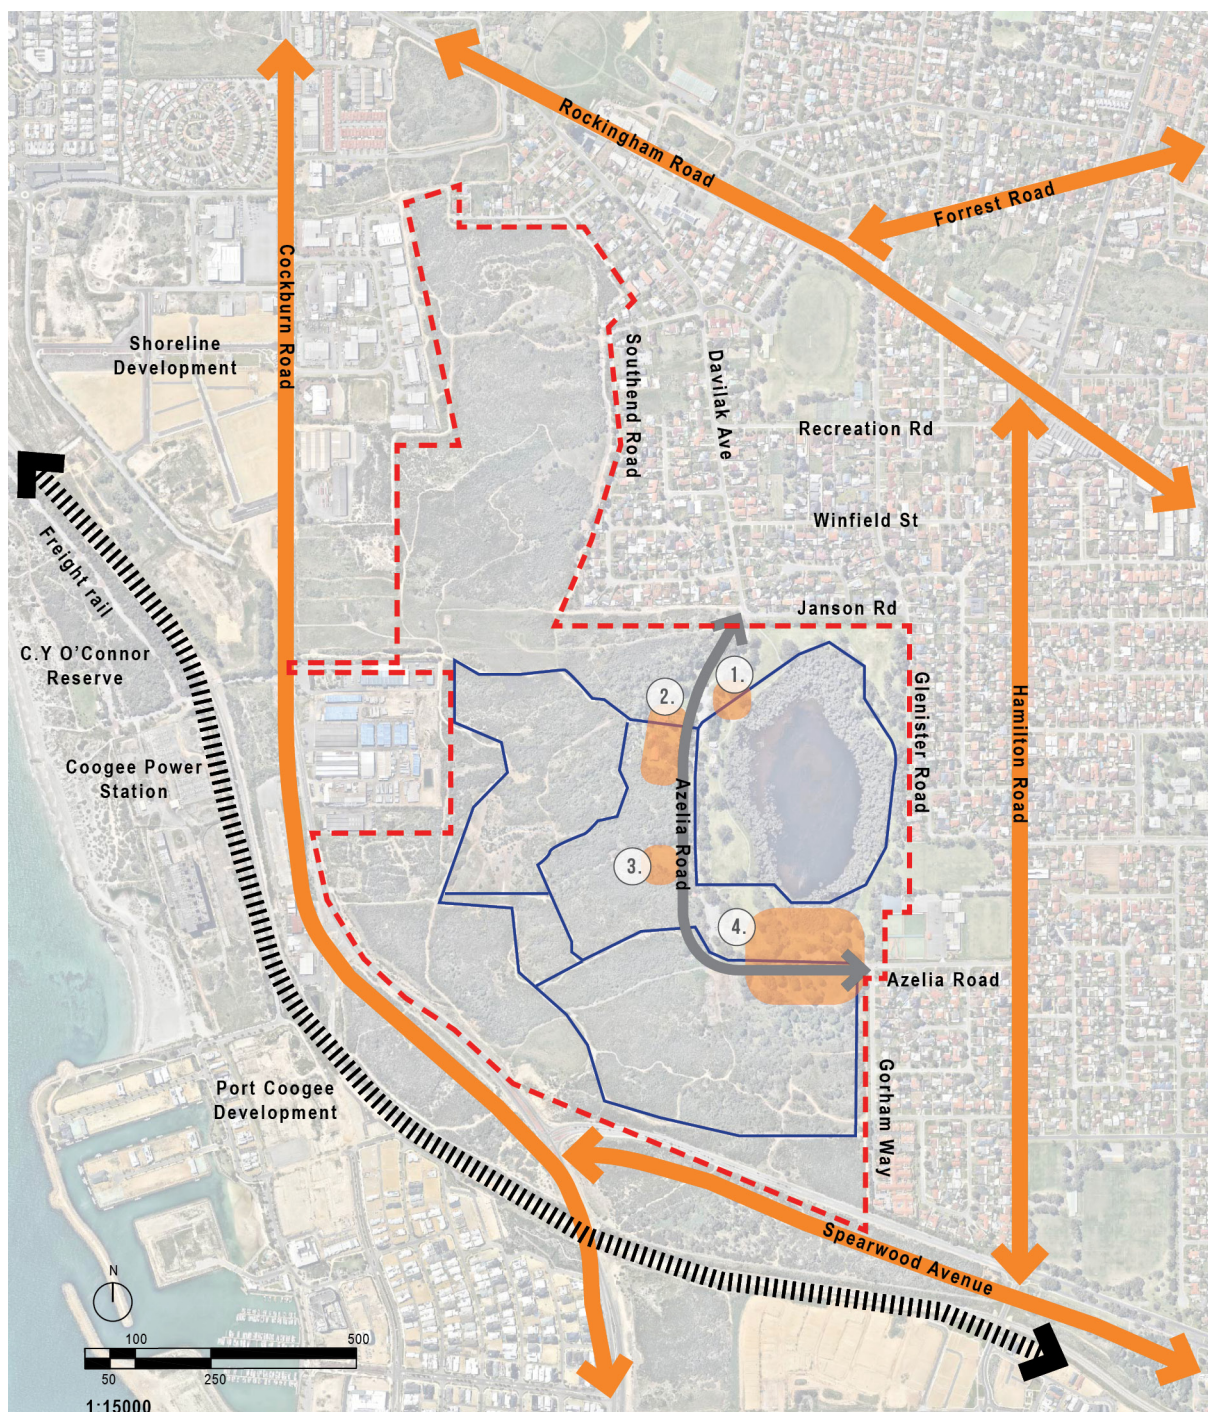 Rockingham Road
Forrest Road
Cockburn Road
Shoreline
Development
Southend Road
Davilak Ave
Recreation Rd
Winfield St
Freight rail
Janson Rd
C.Y O'Connor
Reserve
1.
2.
Glenister Road
Hamilton Road
Coogee Power
Station
Azelia Road
3.
4.
Azelia Road
Port Coogee
Development
Gorham Way
Spearwood Avenue
N
100
500
50
250
1:15000